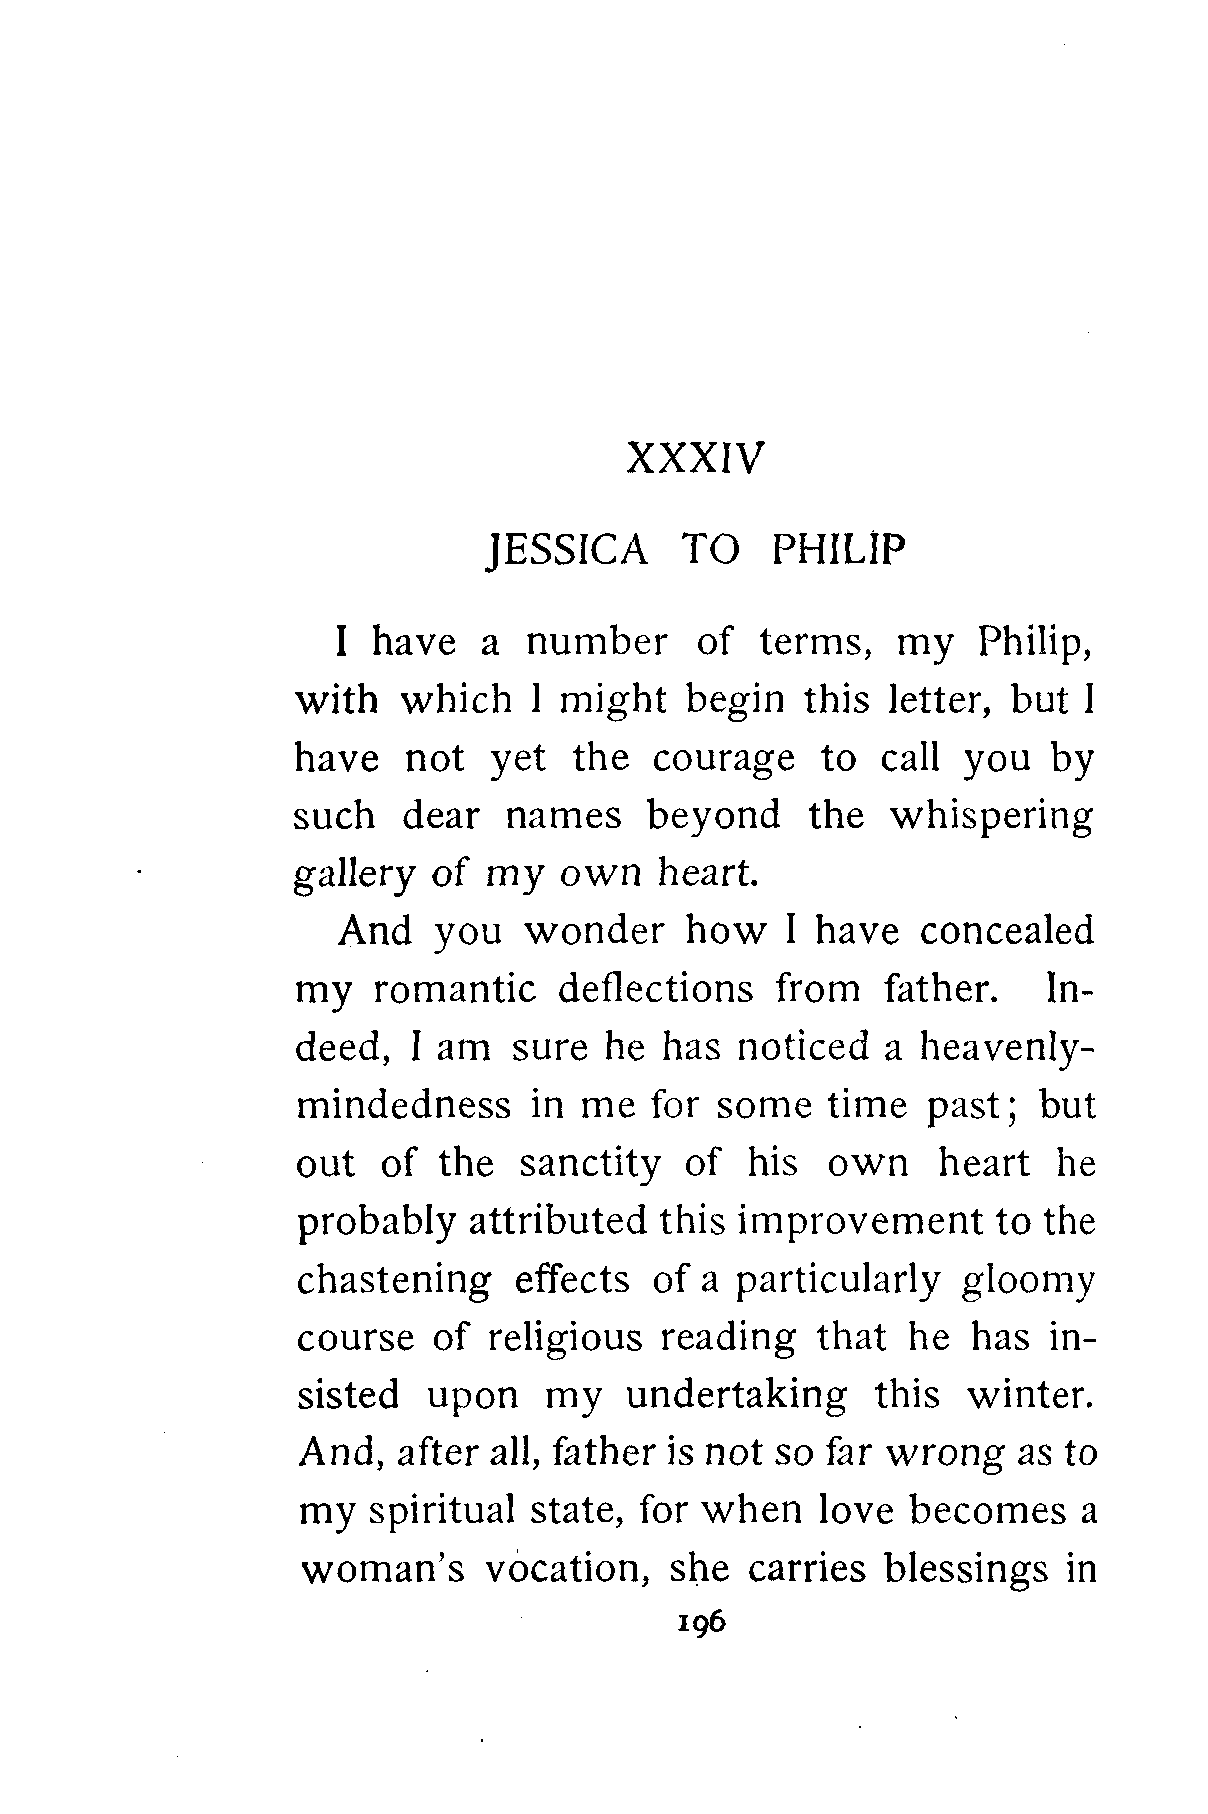 XXXIV
JESSICA TO PHILIP
I have a number of terms, my Philip,
with which I might begin this letter, but I
have not yet the courage to call you by
such dear names beyond the whispering
gallery of my own heart.
And you wonder how I have concealed
my romantic deflections from father. In-
deed, I am sure he has noticed a heavenly-
mindedness in me for some time past; but
out of the sanctity of his own heart he
probably attributed this improvement to the
chastening effects of a particularly gloomy
course of religious reading that he has in-
sisted upon my undertaking this winter.
And, after all, father is not so far wrong as to
my spiritual state, for when love becomes a
woman's vocation, she carries blessings in
196